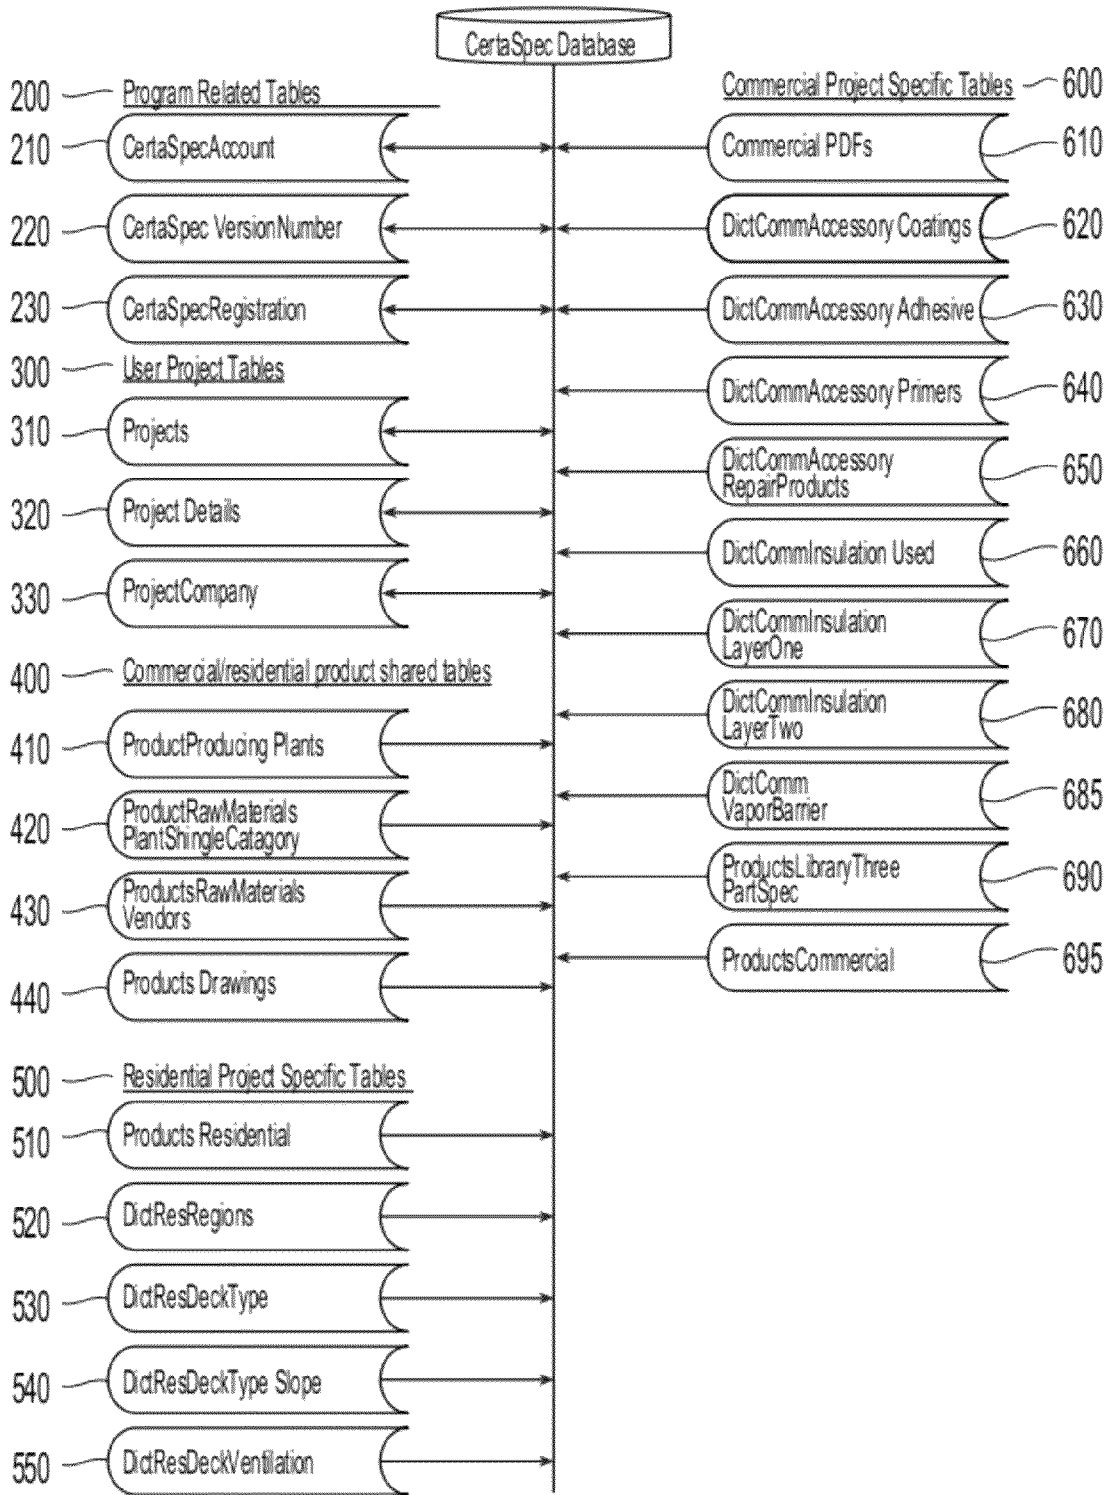 CertaSpec Database
200 Program Related Tables
210 CertaSpecAccount
220 CertaSpec VersionNumber
230 CertaSpecRegistration
300 User Project Tables
310 Projects
320 Project Details
330 ProjectCompany
400 Commercial/residential product shared tables
410 ProductProducing Plants
420 ProductRawMaterials
PlantShingleCatagory
430 ProductsRawMaterials
Vendors
440 Products Drawings
500 Residential Project Specific Tables
510 Products Residential
520 DictResRegions
530 DictResDeckType
540 DictResDeckType Slope
550 DictResDeckVentilation
Commercial Project Specific Tables 600
Commercial PDFs 610
DictCommAccessory Coatings 620
DictCommAccessory Adhesive 630
DictCommAccessory Primers 640
DictCommAccessory
RepairProducts 650
DictCommInsulation Used 660
DictCommInsulation
LayerOne 670
DictCommInsulation
LayerTwo 680
DictComm
VaporBarrier 685
ProductsLibraryThree
PartSpec 690
ProductsCommercial 695